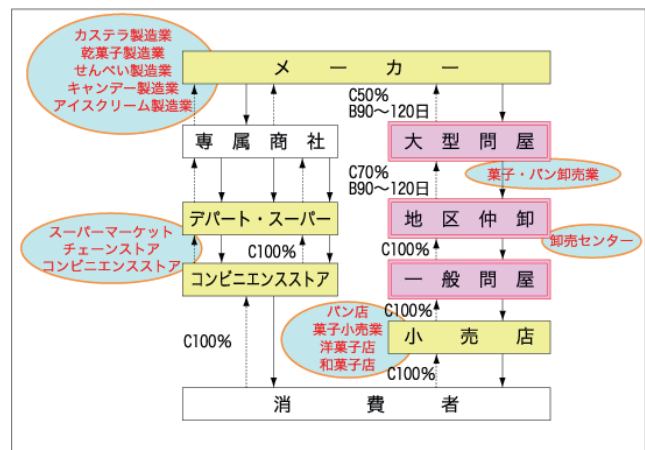 カステラ製造業
乾菓子製造業
せんべい製造業
キャンデー製造業
アイスクリーム製造業
メーカー
C50%
B90〜120日
専属商社
大型問屋
菓子・パン卸売業
C70%
B90〜120日
デパート・スーパー
地区仲卸
卸売センター
スーパーマーケット
チェーンストア
コンビニエンスストア
C100%
C100%
コンビニエンスストア
一般問屋
パン店
菓子小売業
洋菓子店
和菓子店
C100%
小売店
C100%
C100%
消費者